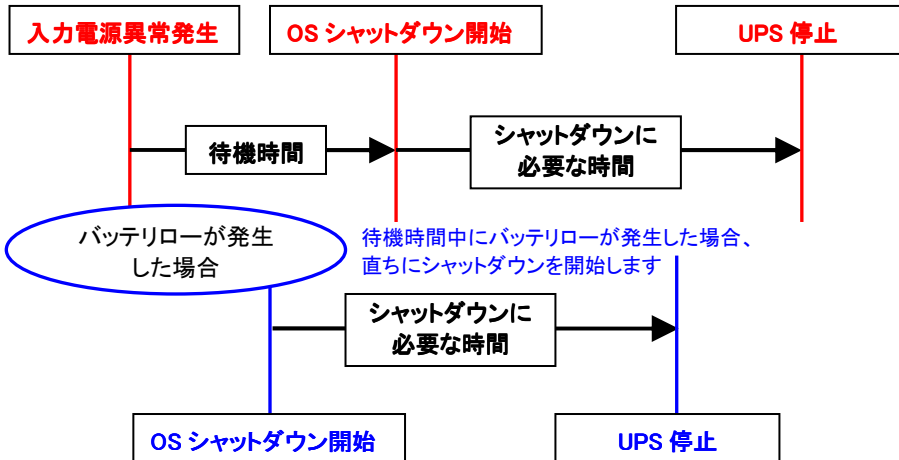 入力電源異常発生
OS シャットダウン開始
UPS 停止
待機時間
シャットダウンに
必要な時間
バッテリローが発生
した場合
待機時間中にバッテリローが発生した場合、
直ちにシャットダウンを開始します
シャットダウンに
必要な時間
OS シャットダウン開始
UPS 停止